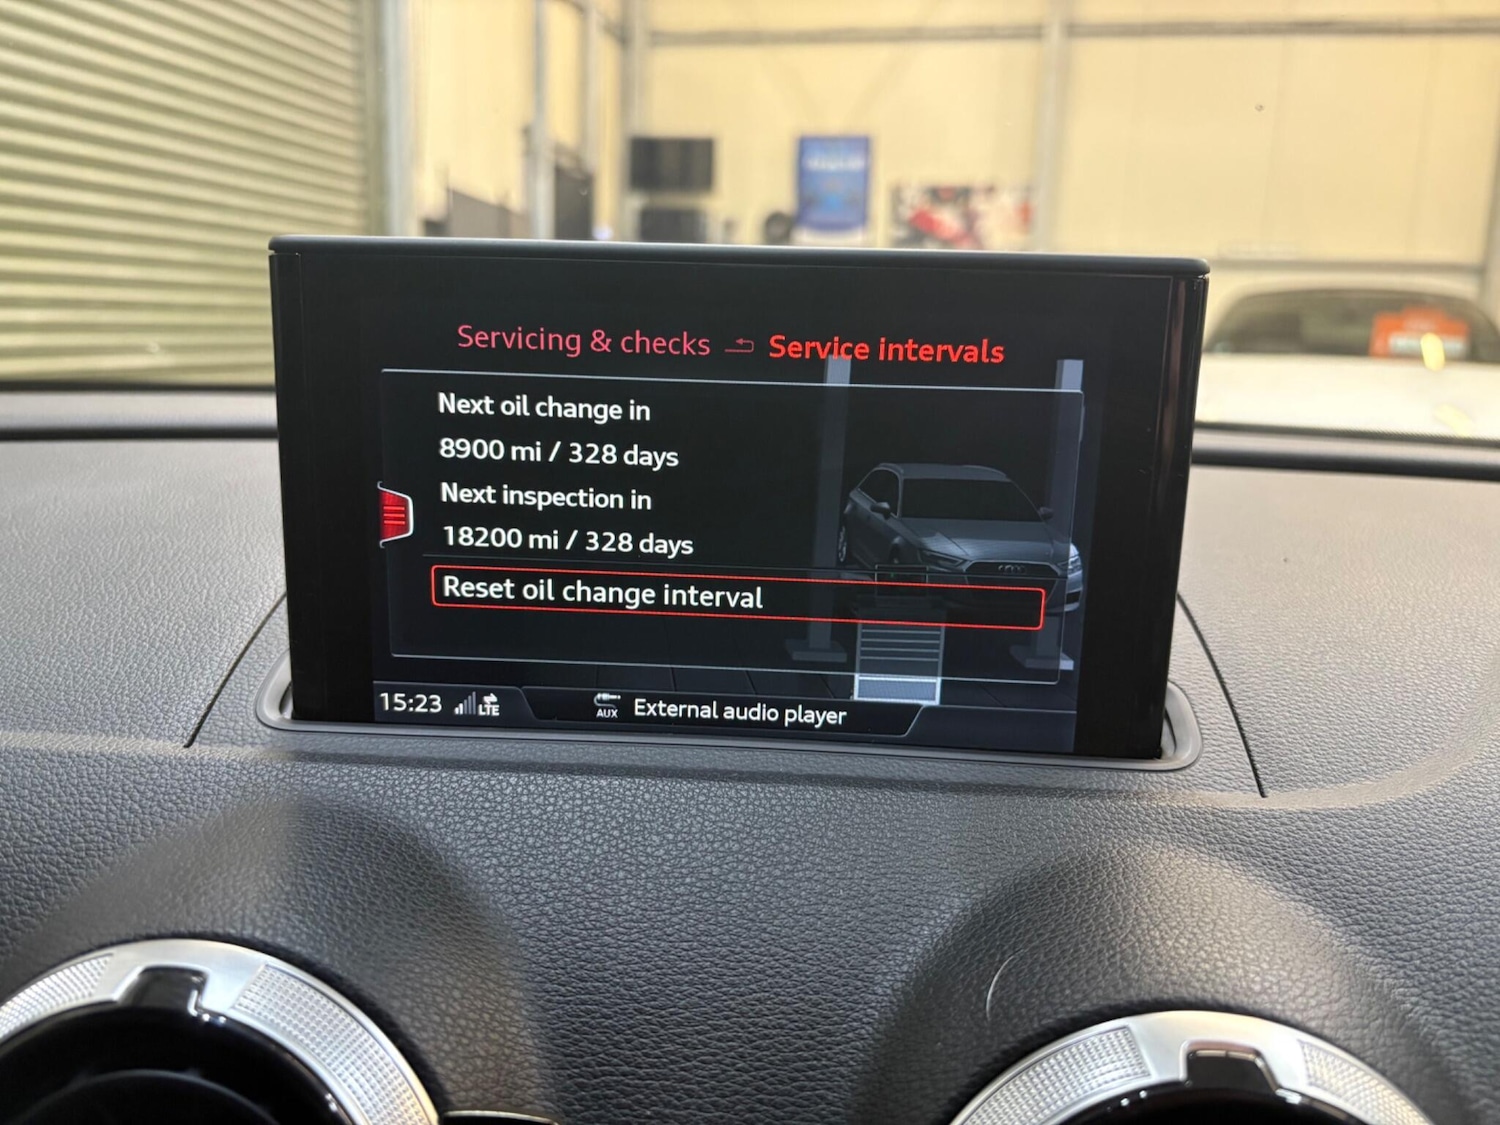 Servicing & checks Service intervals
Next oil change in
8900 mi / 328 days
Next inspection in
18200 mi / 328 days
Reset oil change interval
15:23 LTE AUX External audio player